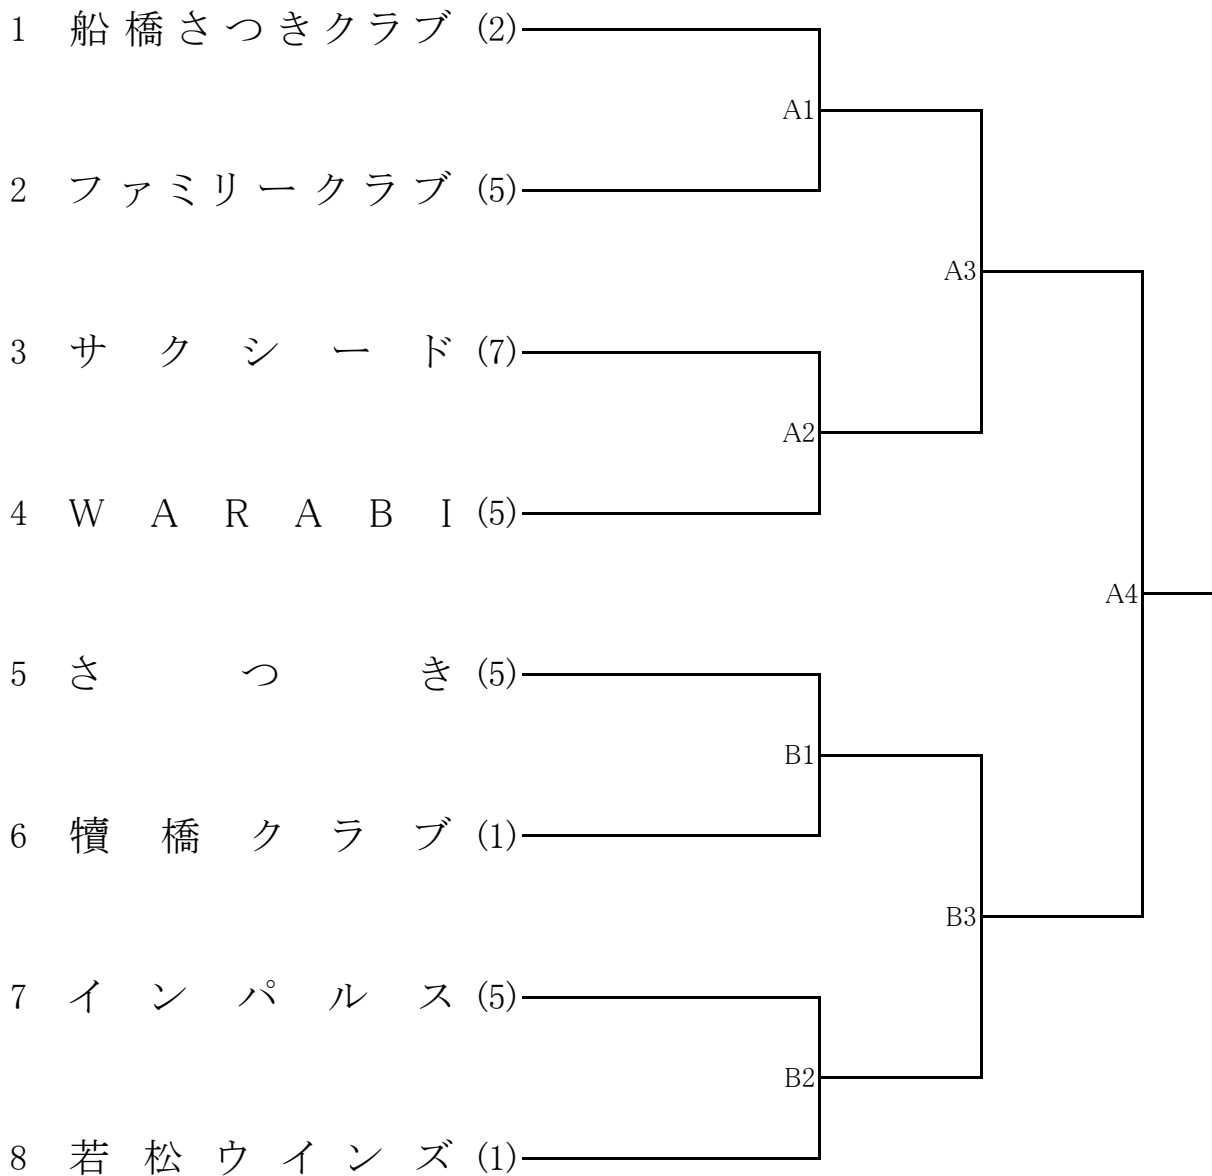 1 船橋さつきクラブ (2)
A1
2 ファミリークラブ (5)
A3
3 サクシード (7)
A2
4 WARABI (5)
A4
5 さつき (5)
B1
6 犢橋クラブ (1)
B3
7 インパルス (5)
B2
8 若松ウインズ (1)